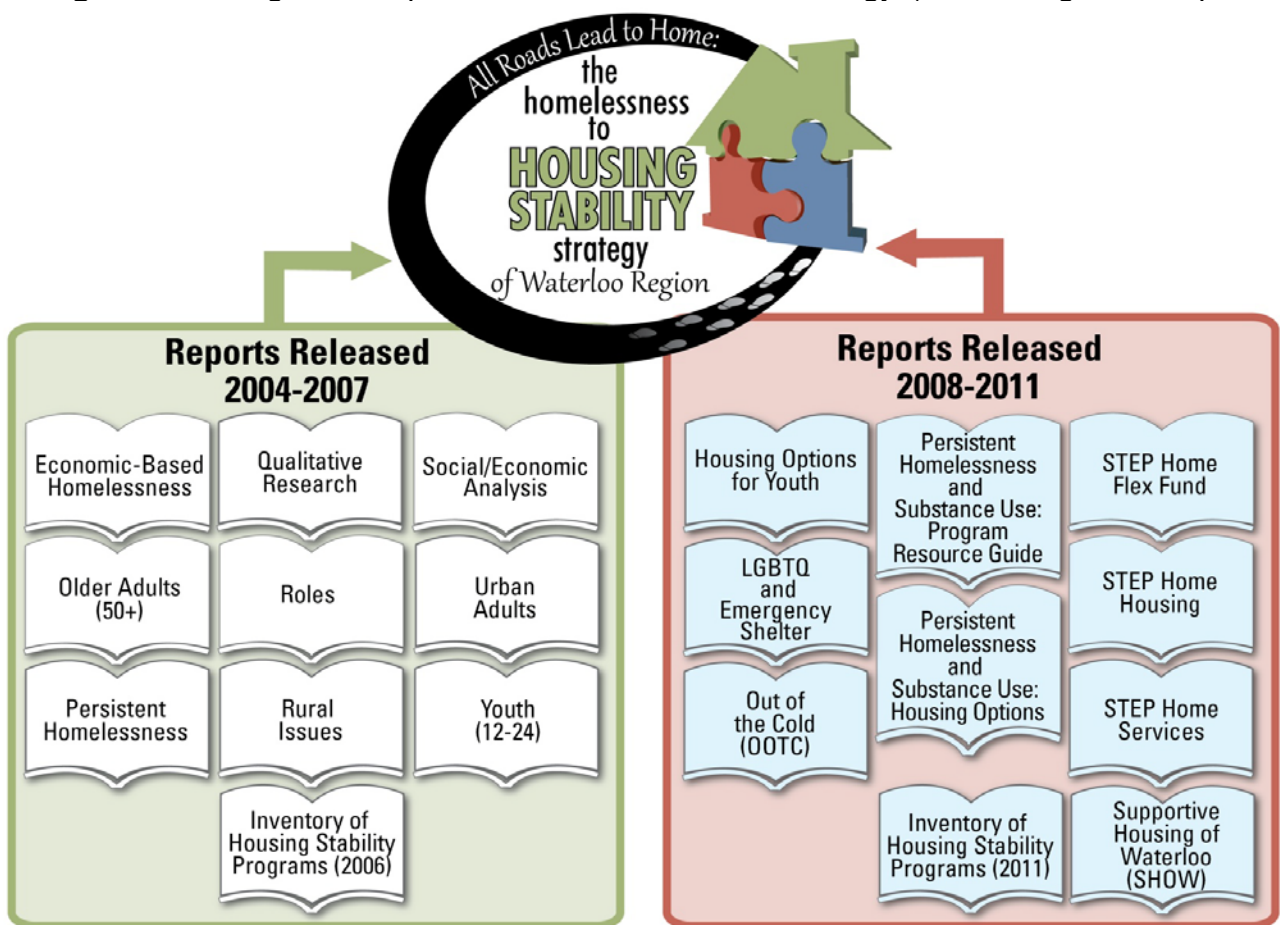 All Roads Lead to Home:
the
homelessness
to
HOUSING
STABILITY
strategy
of Waterloo Region
Reports Released
2004-2007
Economic-Based
Homelessness
Qualitative
Research
Social/Economic
Analysis
Older Adults
(50+)
Roles
Urban
Adults
Persistent
Homelessness
Rural
Issues
Youth
(12-24)
Inventory of
Housing Stability
Programs (2006)
Reports Released
2008-2011
Housing Options
for Youth
Persistent
Homelessness
and
Substance Use:
Program
Resource Guide
STEP Home
Flex Fund
LGBTQ
and
Emergency
Shelter
Persistent
Homelessness
and
Substance Use:
Housing Options
STEP Home
Housing
Out of
the Cold
(OOTC)
STEP Home
Services
Inventory of
Housing Stability
Programs (2011)
Supportive
Housing of
Waterloo
(SHOW)